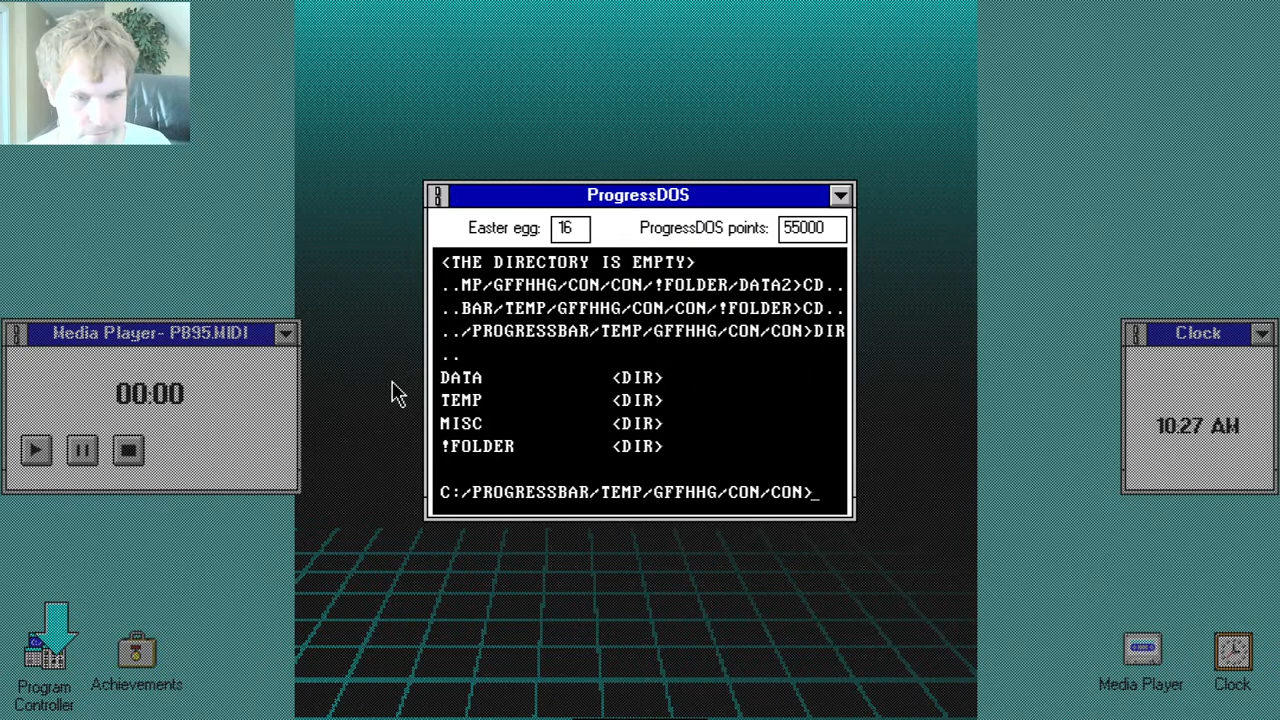 ProgressDOS
Easter egg: 16 ProgressDOS points: 55000
<THE DIRECTORY IS EMPTY>
..MP/GFFHHG/CON/CON/!FOLDER/DATA2>CD..
..BAR/TEMP/GFFHHG/CON/CON/!FOLDER>CD..
../PROGRESSBAR/TEMP/GFFHHG/CON/CON>DIR
..
DATA <DIR>
TEMP <DIR>
MISC <DIR>
!FOLDER <DIR>
C:/PROGRESSBAR/TEMP/GFFHHG/CON/CON>_
Media Player- PB95.MIDI
00:00
Clock
10:27 AM
Program
Controller
Achievements
Media Player
Clock